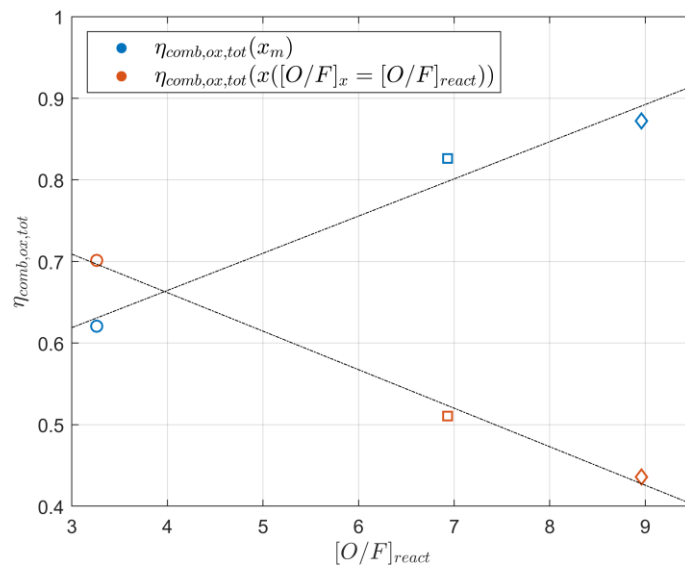 1
0.9
0.8
0.7
0.6
0.5
0.4
η_{comb,ox,tot}
η_{comb,ox,tot}(x_m)
η_{comb,ox,tot}(x([O/F]_x = [O/F]_{react}))
3 4 5 6 7 8 9
[O/F]_{react}